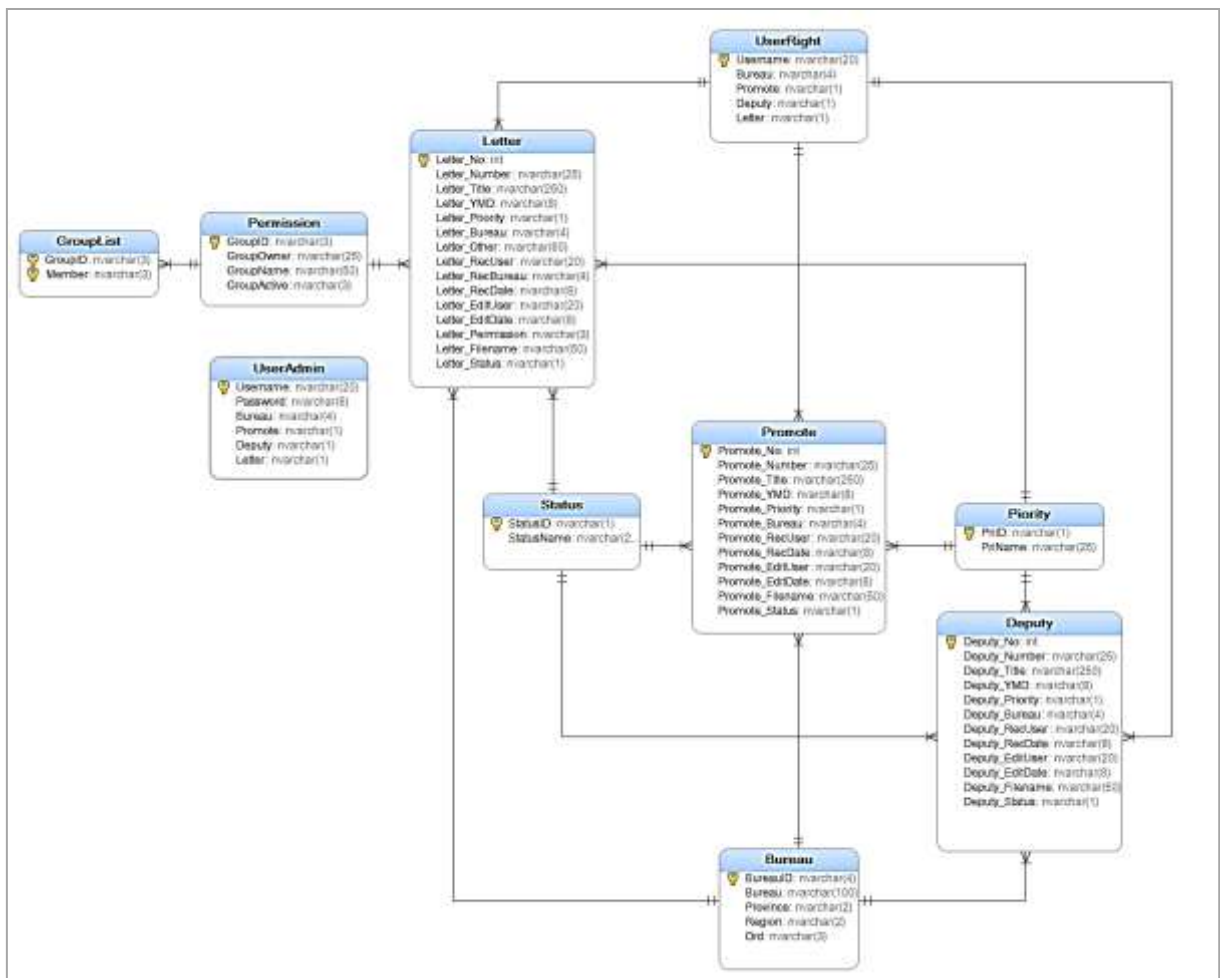 UserRight
Username: nvarchar(20)
Bureau: nvarchar(4)
Promote: nvarchar(1)
Deputy: nvarchar(1)
Letter: nvarchar(1)
Letter
Letter_No: int
Letter_Number: nvarchar(25)
Letter_Title: nvarchar(250)
Letter_YMD: nvarchar(8)
Letter_Priority: nvarchar(1)
Letter_Bureau: nvarchar(4)
Letter_Other: nvarchar(60)
Letter_RecUser: nvarchar(20)
Letter_RecBureau: nvarchar(4)
Letter_RecDate: nvarchar(8)
Letter_EditUser: nvarchar(20)
Letter_EditDate: nvarchar(8)
Letter_Permission: nvarchar(3)
Letter_Filename: nvarchar(50)
Letter_Status: nvarchar(1)
GroupList
GroupID: nvarchar(3)
Member: nvarchar(3)
Permission
GroupID: nvarchar(3)
GroupOwner: nvarchar(25)
GroupName: nvarchar(50)
GroupActive: nvarchar(3)
UserAdmin
Username: nvarchar(20)
Password: nvarchar(8)
Bureau: nvarchar(4)
Promote: nvarchar(1)
Deputy: nvarchar(1)
Letter: nvarchar(1)
Promote
Promote_No: int
Promote_Number: nvarchar(25)
Promote_Title: nvarchar(250)
Promote_YMD: nvarchar(8)
Promote_Priority: nvarchar(1)
Promote_Bureau: nvarchar(4)
Promote_RecUser: nvarchar(20)
Promote_RecDate: nvarchar(8)
Promote_EditUser: nvarchar(20)
Promote_EditDate: nvarchar(8)
Promote_Filename: nvarchar(50)
Promote_Status: nvarchar(1)
Status
StatusID: nvarchar(1)
StatusName: nvarchar(2..
Piority
PriID: nvarchar(1)
PriName: nvarchar(25)
Deputy
Deputy_No: int
Deputy_Number: nvarchar(25)
Deputy_Title: nvarchar(250)
Deputy_YMD: nvarchar(8)
Deputy_Priority: nvarchar(1)
Deputy_Bureau: nvarchar(4)
Deputy_RecUser: nvarchar(20)
Deputy_RecDate: nvarchar(8)
Deputy_EditUser: nvarchar(20)
Deputy_EditDate: nvarchar(8)
Deputy_Filename: nvarchar(50)
Deputy_Status: nvarchar(1)
Bureau
BureauID: nvarchar(4)
Bureau: nvarchar(100)
Province: nvarchar(2)
Region: nvarchar(2)
Ord: nvarchar(3)